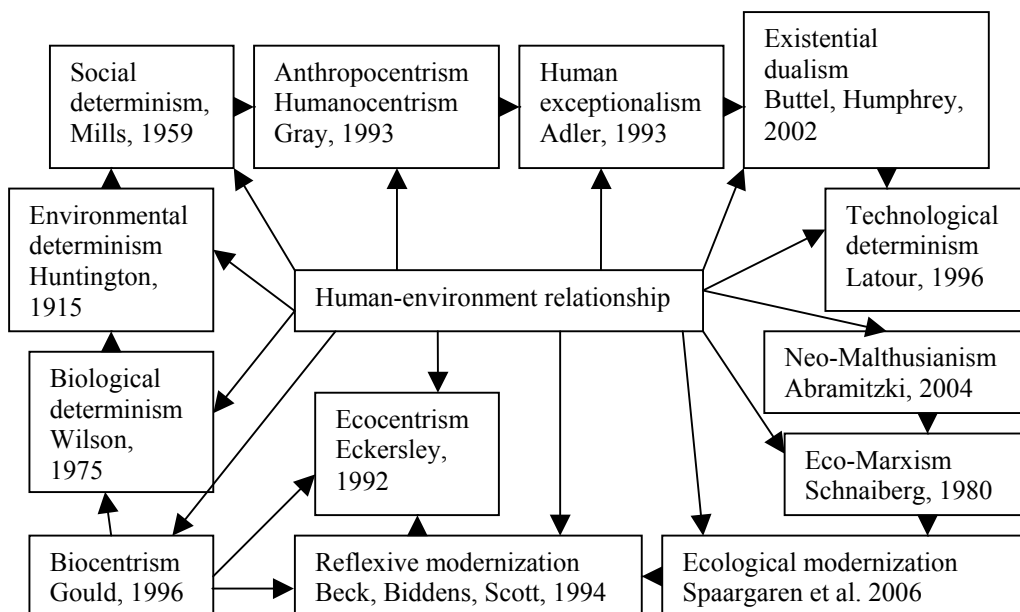 Social
determinism,
Mills, 1959
Anthropocentrism
Humanocentrism
Gray, 1993
Human
exceptionalism
Adler, 1993
Existential
dualism
Buttel, Humphrey,
2002
Environmental
determinism
Huntington,
1915
Human-environment relationship
Technological
determinism
Latour, 1996
Biological
determinism
Wilson,
1975
Ecocentrism
Eckersley,
1992
Neo-Malthusianism
Abramitzki, 2004
Eco-Marxism
Schnaiberg, 1980
Biocentrism
Gould, 1996
Reflexive modernization
Beck, Biddens, Scott, 1994
Ecological modernization
Spaargaren et al. 2006